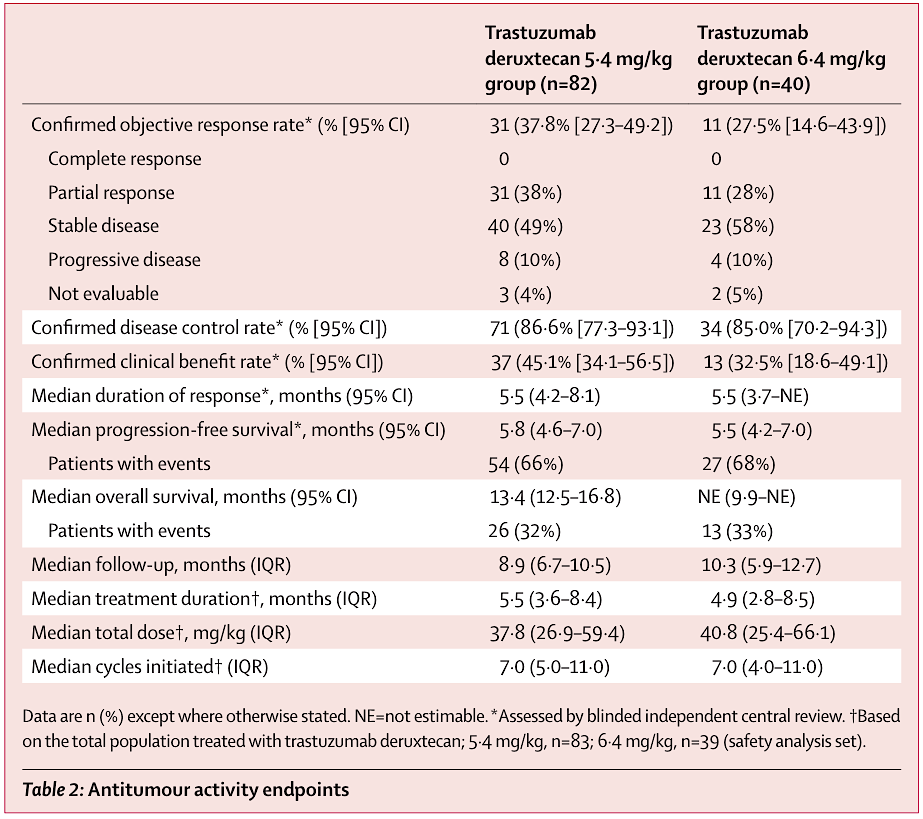 Trastuzumab deruxtecan 5·4 mg/kg group (n=82) Trastuzumab deruxtecan 6·4 mg/kg group (n=40)
Confirmed objective response rate* (% [95% CI) 31 (37·8% [27·3–49·2]) 11 (27·5% [14·6–43·9])
Complete response 0 0
Partial response 31 (38%) 11 (28%)
Stable disease 40 (49%) 23 (58%)
Progressive disease 8 (10%) 4 (10%)
Not evaluable 3 (4%) 2 (5%)
Confirmed disease control rate* (% [95% CI]) 71 (86·6% [77·3–93·1]) 34 (85·0% [70·2–94·3])
Confirmed clinical benefit rate* (% [95% CI]) 37 (45·1% [34·1–56·5]) 13 (32·5% [18·6–49·1])
Median duration of response*, months (95% CI) 5·5 (4·2–8·1) 5·5 (3·7–NE)
Median progression-free survival*, months (95% CI) 5·8 (4·6–7·0) 5·5 (4·2–7·0)
Patients with events 54 (66%) 27 (68%)
Median overall survival, months (95% CI) 13·4 (12·5–16·8) NE (9·9–NE)
Patients with events 26 (32%) 13 (33%)
Median follow-up, months (IQR) 8·9 (6·7–10·5) 10·3 (5·9–12·7)
Median treatment duration†, months (IQR) 5·5 (3·6–8·4) 4·9 (2·8–8·5)
Median total dose†, mg/kg (IQR) 37·8 (26·9–59·4) 40·8 (25·4–66·1)
Median cycles initiated† (IQR) 7·0 (5·0–11·0) 7·0 (4·0–11·0)
Data are n (%) except where otherwise stated. NE=not estimable. *Assessed by blinded independent central review. †Based
on the total population treated with trastuzumab deruxtecan; 5·4 mg/kg, n=83; 6·4 mg/kg, n=39 (safety analysis set).
Table 2: Antitumour activity endpoints